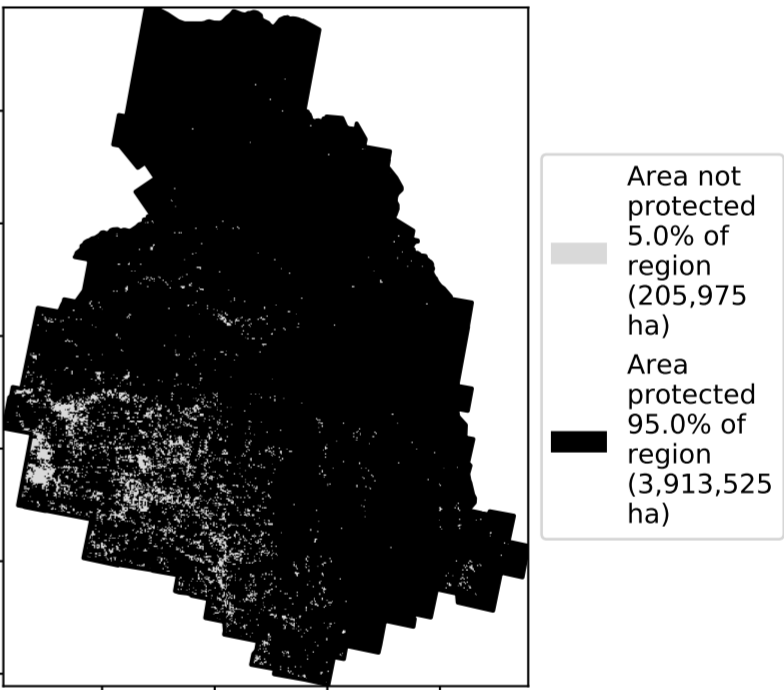 Area not
protected
5.0% of
region
(205,975
ha)
Area
protected
95.0% of
region
(3,913,525
ha)